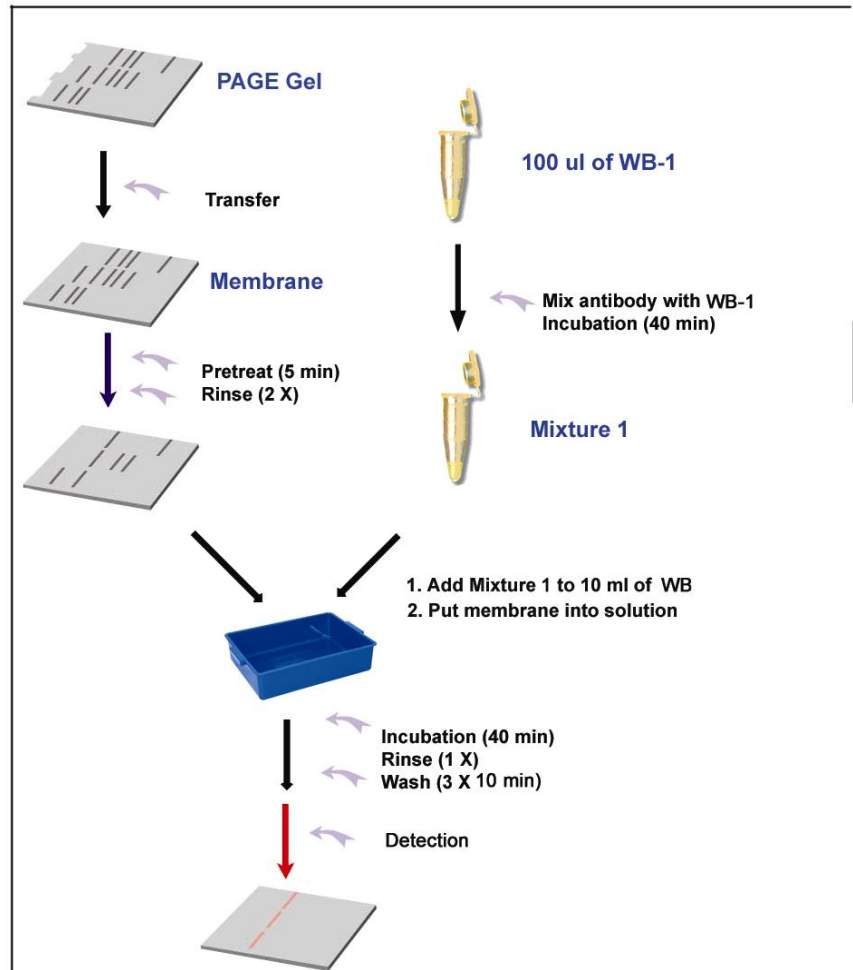 PAGE Gel
100 ul of WB-1
Transfer
Membrane
Mix antibody with WB-1
Incubation (40 min)
Pretreat (5 min)
Rinse (2 X)
Mixture 1
1. Add Mixture 1 to 10 ml of WB
2. Put membrane into solution
Incubation (40 min)
Rinse (1 X)
Wash (3 X 10 min)
Detection